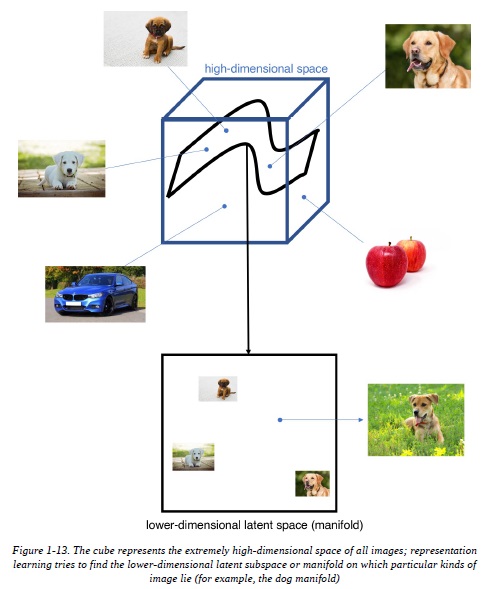 high-dimensional space
lower-dimensional latent space (manifold)
Figure 1-13. The cube represents the extremely high-dimensional space of all images; representation
learning tries to find the lower-dimensional latent subspace or manifold on which particular kinds of
image lie (for example, the dog manifold)